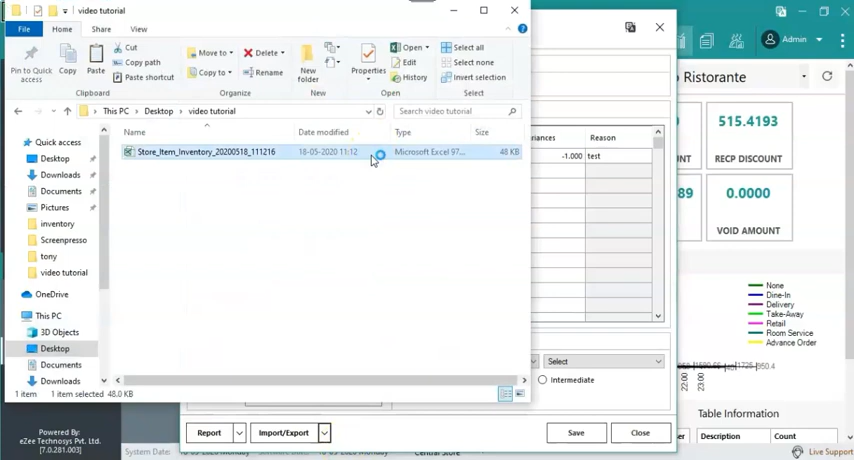 video tutorial
File Home Share View
Pin to Quick access
Copy
Paste
Cut
Copy path
Paste shortcut
Clipboard
Move to
Copy to
Delete
Rename
Organize
New folder
New
Properties
Open
Edit
History
Open
Select all
Select none
Invert selection
Select
This PC > Desktop > video tutorial
Search video tutorial
Name Date modified Type Size
Store_Item_Inventory_20200518_111216 18-05-2020 11:12 Microsoft Excel 97... 48 KB
Quick access
Desktop
Downloads
Documents
Pictures
inventory
Screenpresso
tony
video tutorial
OneDrive
This PC
3D Objects
Desktop
Documents
Downloads
1 item 1 item selected 48.0 KB
Reason
-1.000 test
Select
Intermediate
Report Import/Export Save Close
Admin
Ristorante
515.4193
RECP DISCOUNT
0.0000
VOID AMOUNT
None
Dine-In
Delivery
Take-Away
Retail
Room Service
Advance Order
22:00
23:00
Table Information
Description Count
Powered By:
eZee Technosys Pvt. Ltd.
[7.0.281.003]
System Date:
Live Support